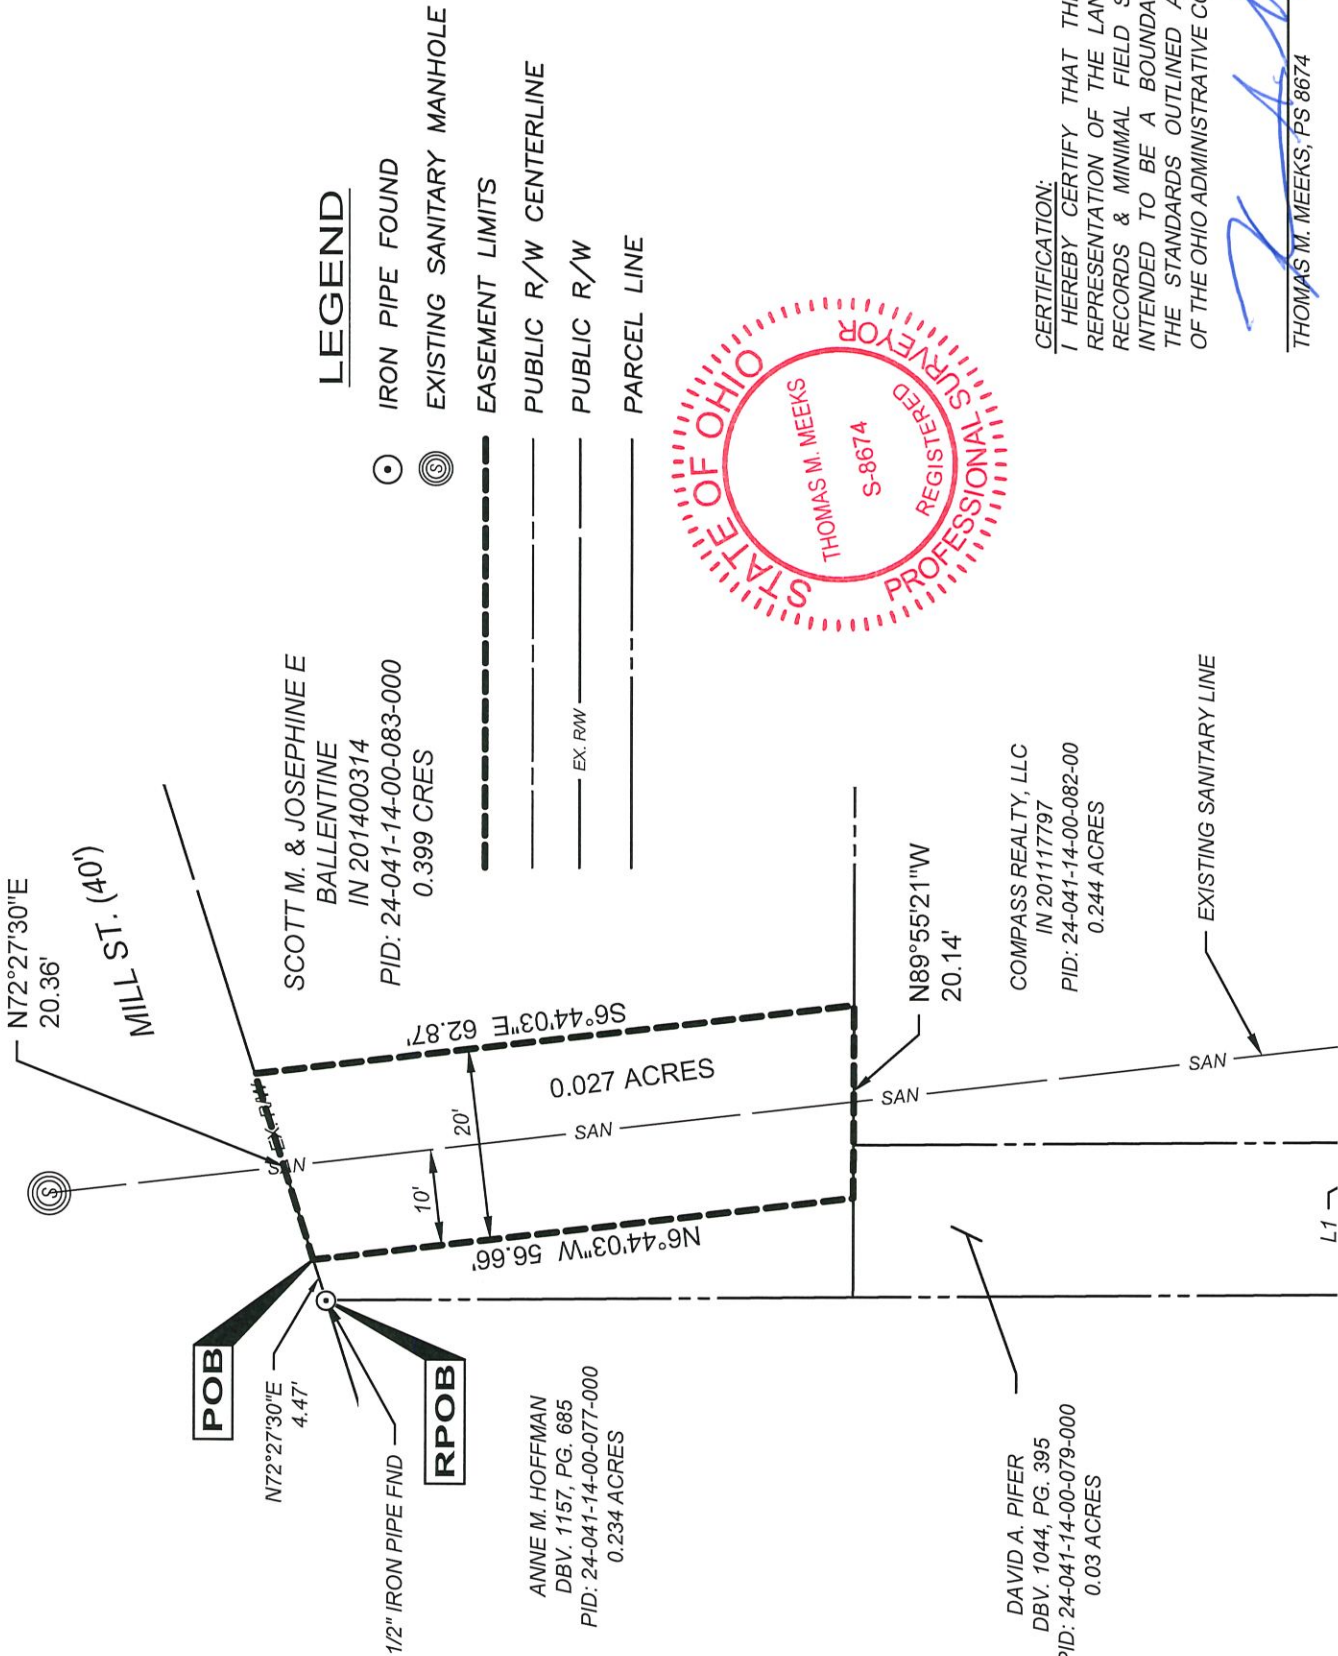 N72°27'30"E
20.36'
MILL ST. (40')
SCOTT M. & JOSEPHINE E
BALLENTINE
IN 201400314
PID: 24-041-14-00-083-000
0.399 CRES
POB
N72°27'30"E
4.47'
1/2" IRON PIPE FND
RPOB
EX. R/W
SAN
10'
20'
S6°44'03"E 62.87'
0.027 ACRES
SAN
N6°44'03"W 56.66'
N89°55'21"W
20.14'
SAN
SAN
EXISTING SANITARY LINE
ANNE M. HOFFMAN
DBV. 1157, PG. 685
PID: 24-041-14-00-077-000
0.234 ACRES
DAVID A. PIFER
DBV. 1044, PG. 395
PID: 24-041-14-00-079-000
0.03 ACRES
COMPASS REALTY, LLC
IN 201117797
PID: 24-041-14-00-082-00
0.244 ACRES
L1
S
LEGEND
IRON PIPE FOUND
S
EXISTING SANITARY MANHOLE
EASEMENT LIMITS
PUBLIC R/W CENTERLINE
EX. R/W
PUBLIC R/W
PARCEL LINE
STATE OF OHIO
THOMAS M. MEEKS
S-8674
REGISTERED
PROFESSIONAL SURVEYOR
CERTIFICATION:
I HEREBY CERTIFY THAT
REPRESENTATION OF THE
RECORDS & MINIMAL FIELD
INTENDED TO BE A
THE STANDARDS OUTLINED
OF THE OHIO ADMINISTRATIVE
THOMAS M. MEEKS, PS 8674